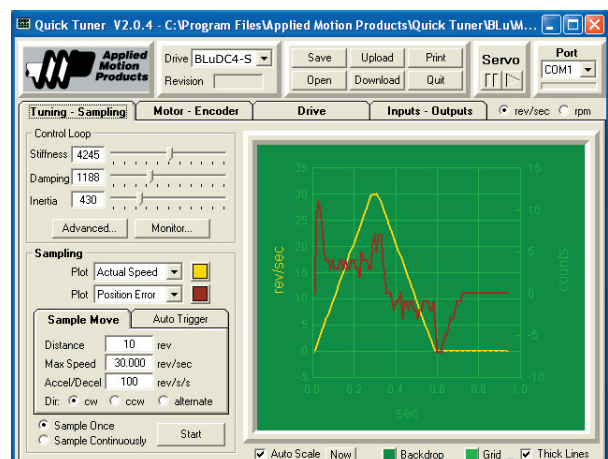 Quick Tuner V2.0.4 - C:\Program Files\Applied Motion Products\Quick Tuner\BLu\M...
Applied
Motion
Products
Drive BLuDC4-S
Revision
Save Upload Print
Open Download Quit
Servo
Port
COM1
Tuning - Sampling Motor - Encoder Drive Inputs - Outputs rev/sec rpm
Control Loop
Stiffness 4245
Damping 1188
Inertia 430
Advanced... Monitor...
Sampling
Plot Actual Speed
Plot Position Error
Sample Move Auto Trigger
Distance 10 rev
Max Speed 30.000 rev/sec
Accel/Decel 100 rev/s/s
Dir: cw ccw alternate
Sample Once
Sample Continuously
Start
35
30
25
20
15
10
5
0
-5
rev/sec
15
10
5
0
-5
-10
counts
0.0 0.2 0.4 0.6 0.8 1.0
sec
Auto Scale Now Backdrop Grid Thick Lines